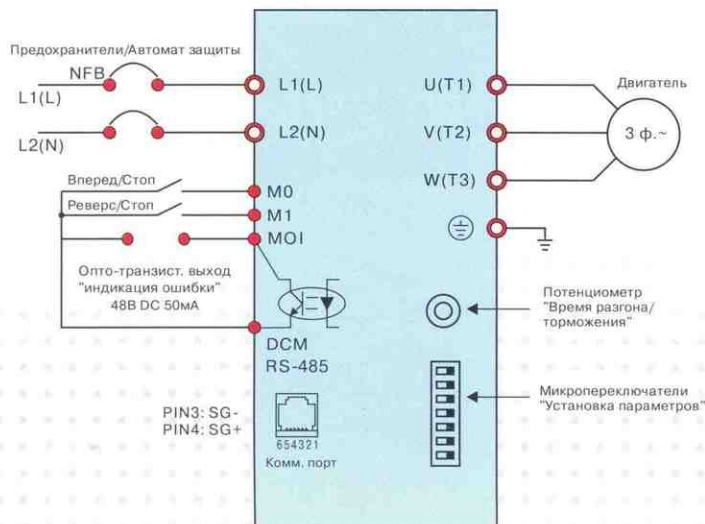 Предохранители/Автомат защиты
NFB
L1(L)
L2(N)
L1(L)
L2(N)
Вперед/Стоп
Реверс/Стоп
M0
M1
MOI
Опто-транзист. выход
"индикация ошибки"
48В DC 50мА
DCM
RS-485
PIN3: SG-
PIN4: SG+
654321
Комм. порт
U(T1)
V(T2)
W(T3)
Двигатель
3 ф.~
Потенциометр
"Время разгона/
торможения"
Микропереключатели
"Установка параметров"